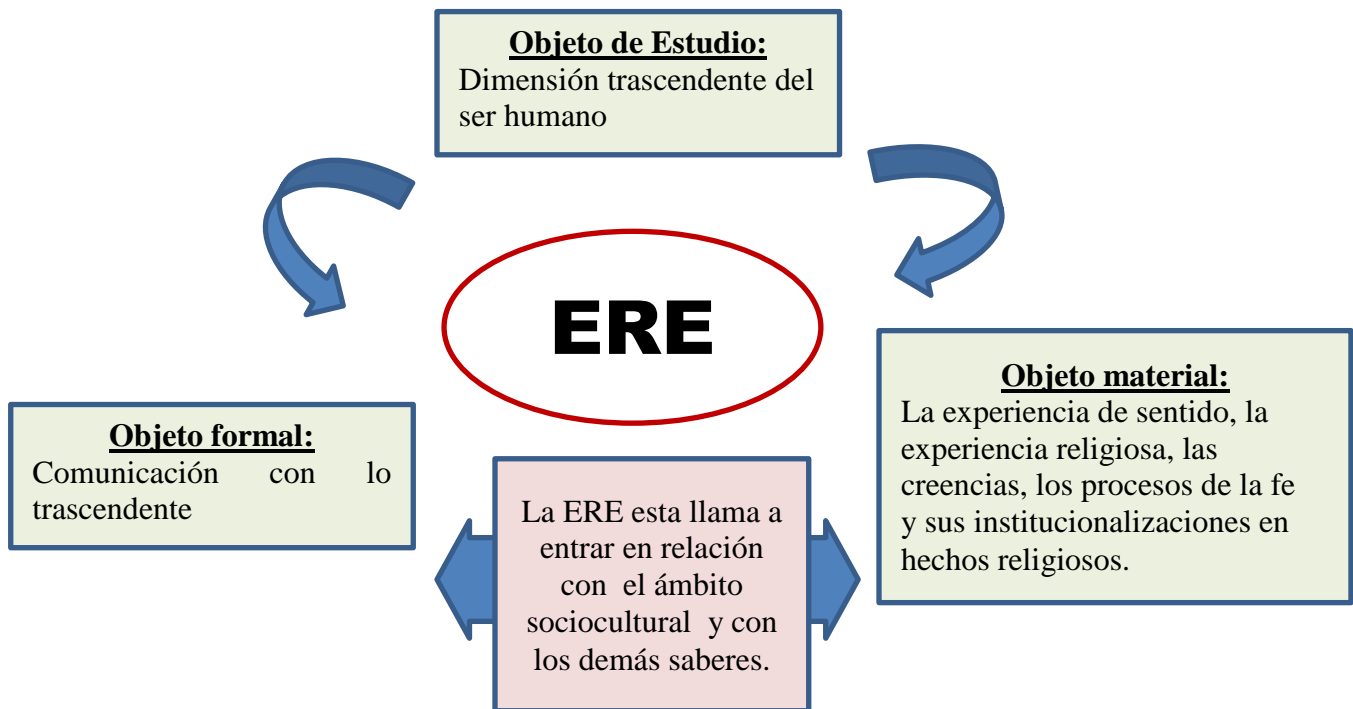 Objeto de Estudio:
Dimensión trascendente del
ser humano
ERE
Objeto formal:
Comunicación con lo
trascendente
La ERE esta llama a
entrar en relación
con el ámbito
sociocultural y con
los demás saberes.
Objeto material:
La experiencia de sentido, la
experiencia religiosa, las
creencias, los procesos de la fe
y sus institucionalizaciones en
hechos religiosos.